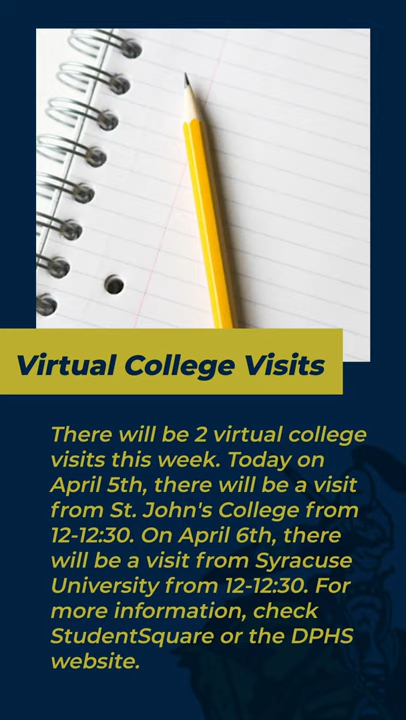 Virtual College Visits
There will be 2 virtual college
visits this week. Today on
April 5th, there will be a visit
from St. John's College from
12-12:30. On April 6th, there
will be a visit from Syracuse
University from 12-12:30. For
more information, check
StudentSquare or the DPHS
website.